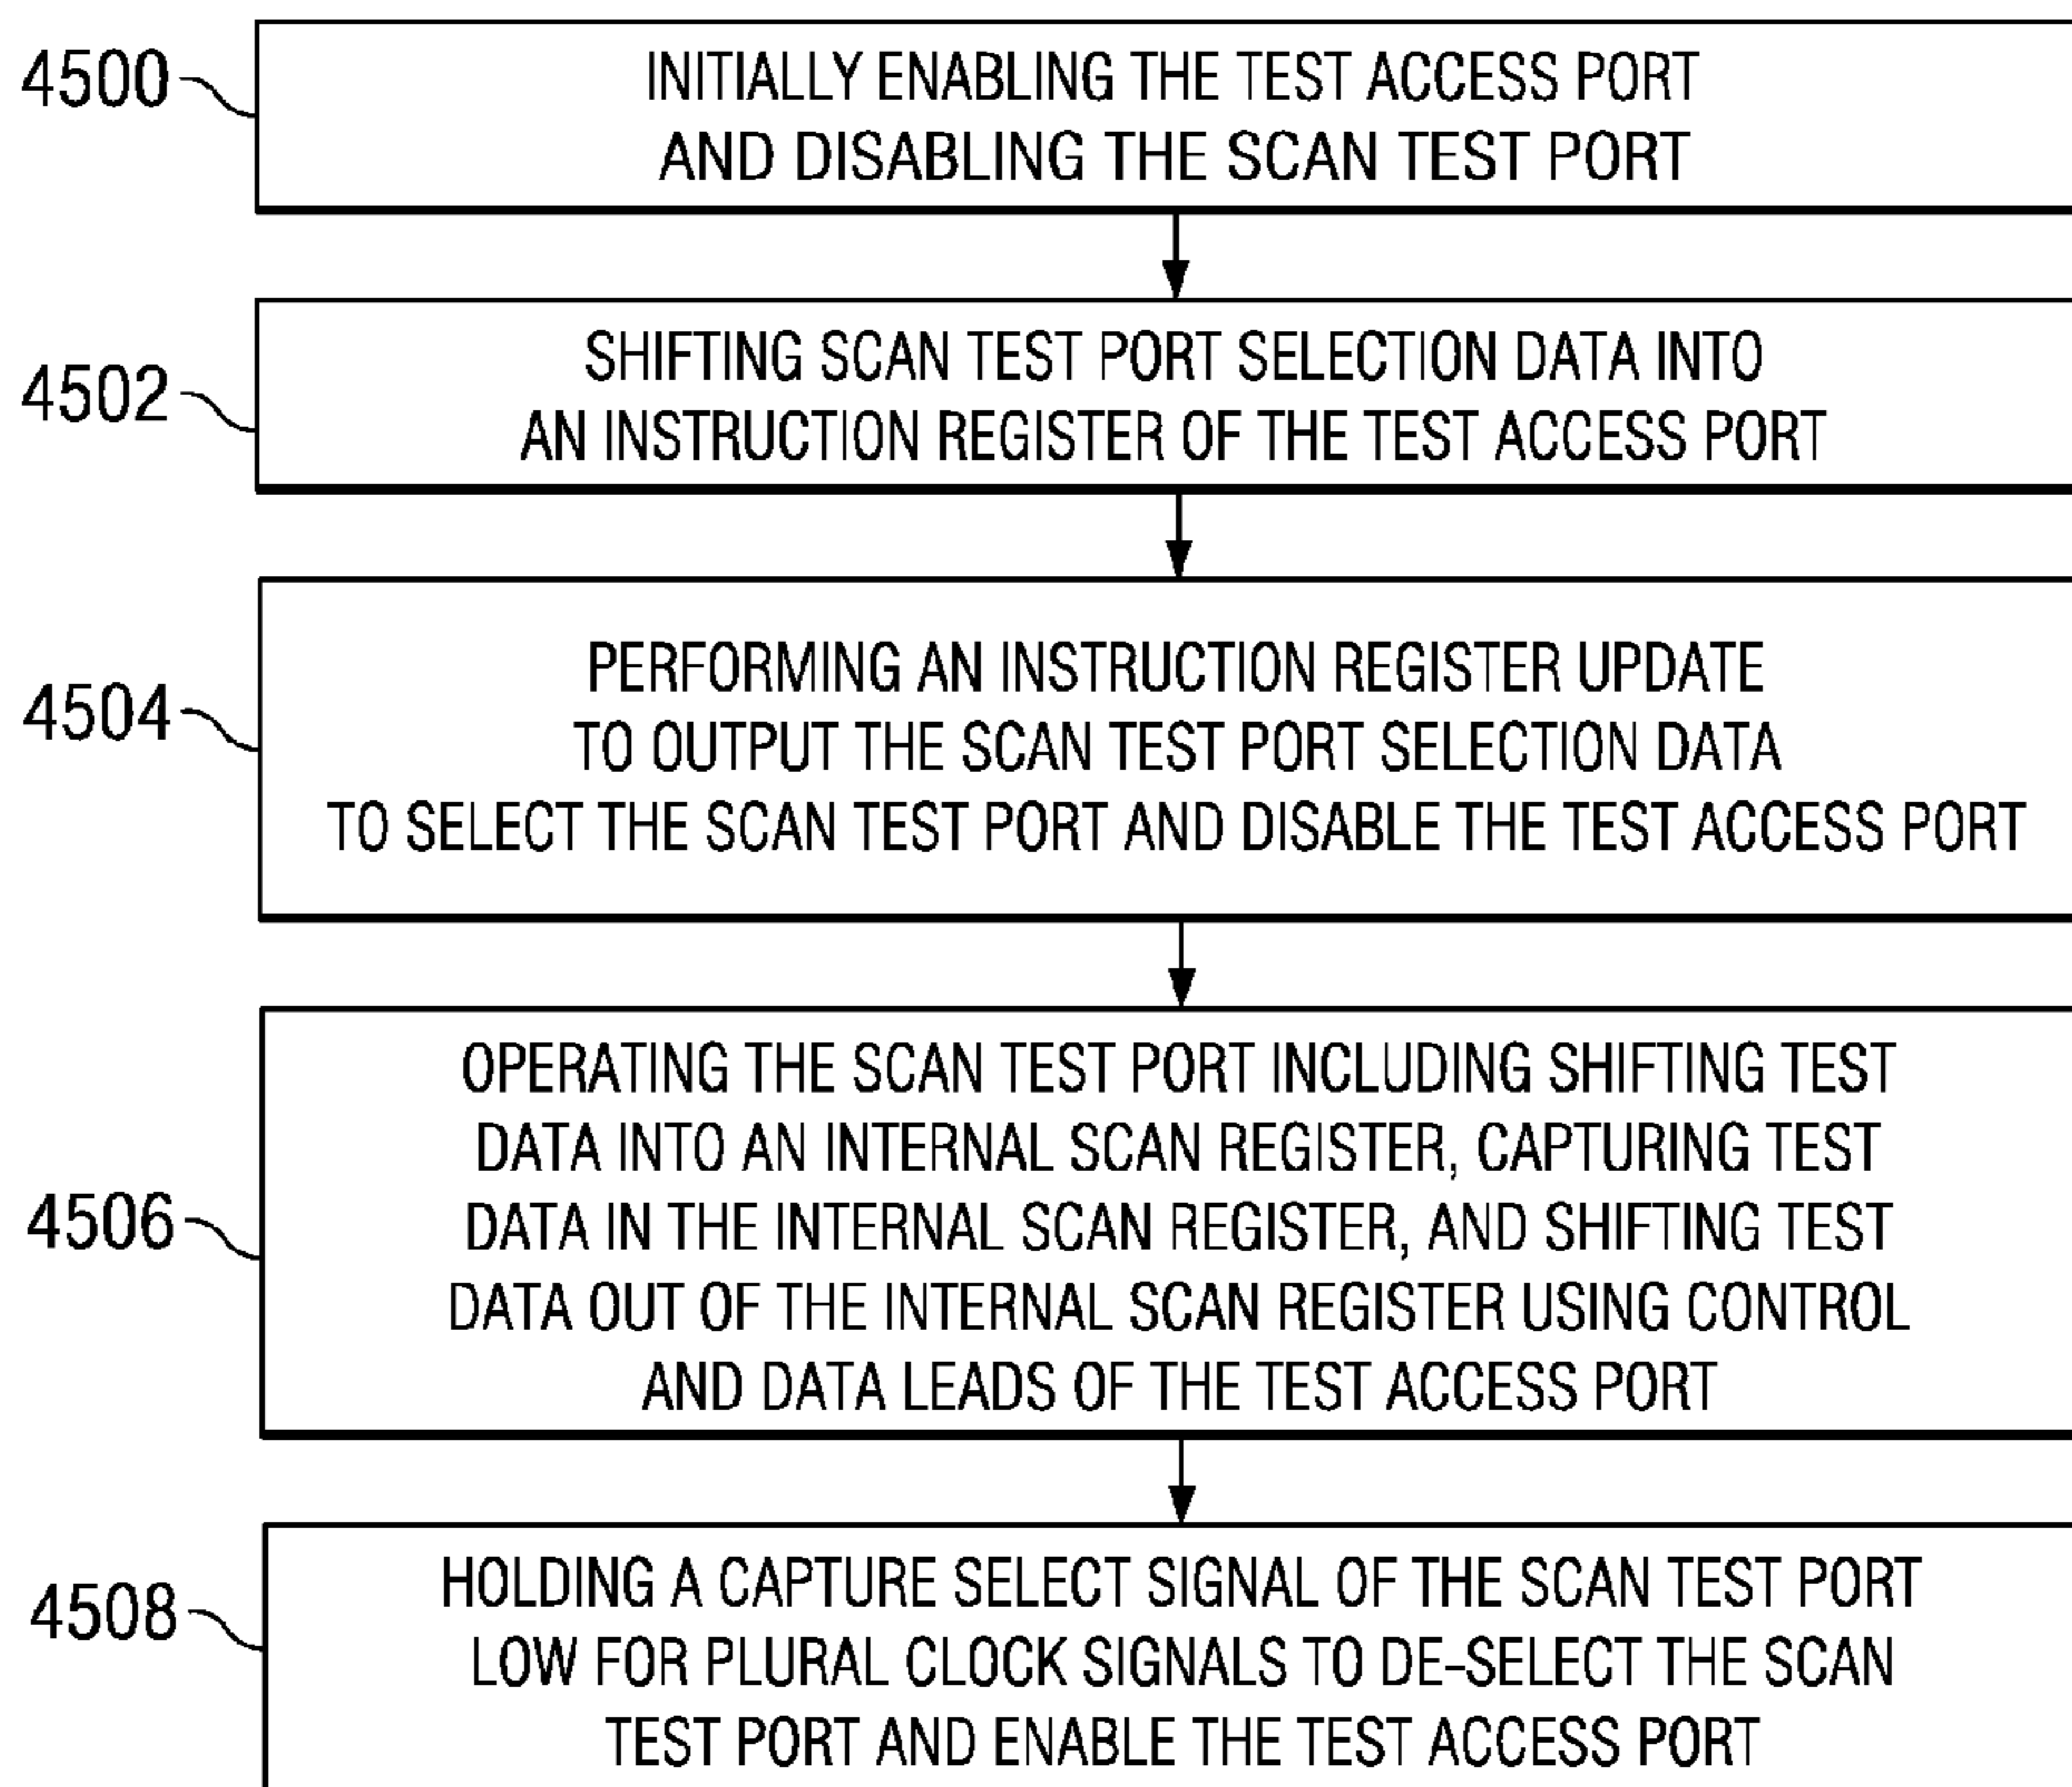 4500
INITIALLY ENABLING THE TEST ACCESS PORT
AND DISABLING THE SCAN TEST PORT
4502
SHIFTING SCAN TEST PORT SELECTION DATA INTO
AN INSTRUCTION REGISTER OF THE TEST ACCESS PORT
4504
PERFORMING AN INSTRUCTION REGISTER UPDATE
TO OUTPUT THE SCAN TEST PORT SELECTION DATA
TO SELECT THE SCAN TEST PORT AND DISABLE THE TEST ACCESS PORT
4506
OPERATING THE SCAN TEST PORT INCLUDING SHIFTING TEST
DATA INTO AN INTERNAL SCAN REGISTER, CAPTURING TEST
DATA IN THE INTERNAL SCAN REGISTER, AND SHIFTING TEST
DATA OUT OF THE INTERNAL SCAN REGISTER USING CONTROL
AND DATA LEADS OF THE TEST ACCESS PORT
4508
HOLDING A CAPTURE SELECT SIGNAL OF THE SCAN TEST PORT
LOW FOR PLURAL CLOCK SIGNALS TO DE-SELECT THE SCAN
TEST PORT AND ENABLE THE TEST ACCESS PORT